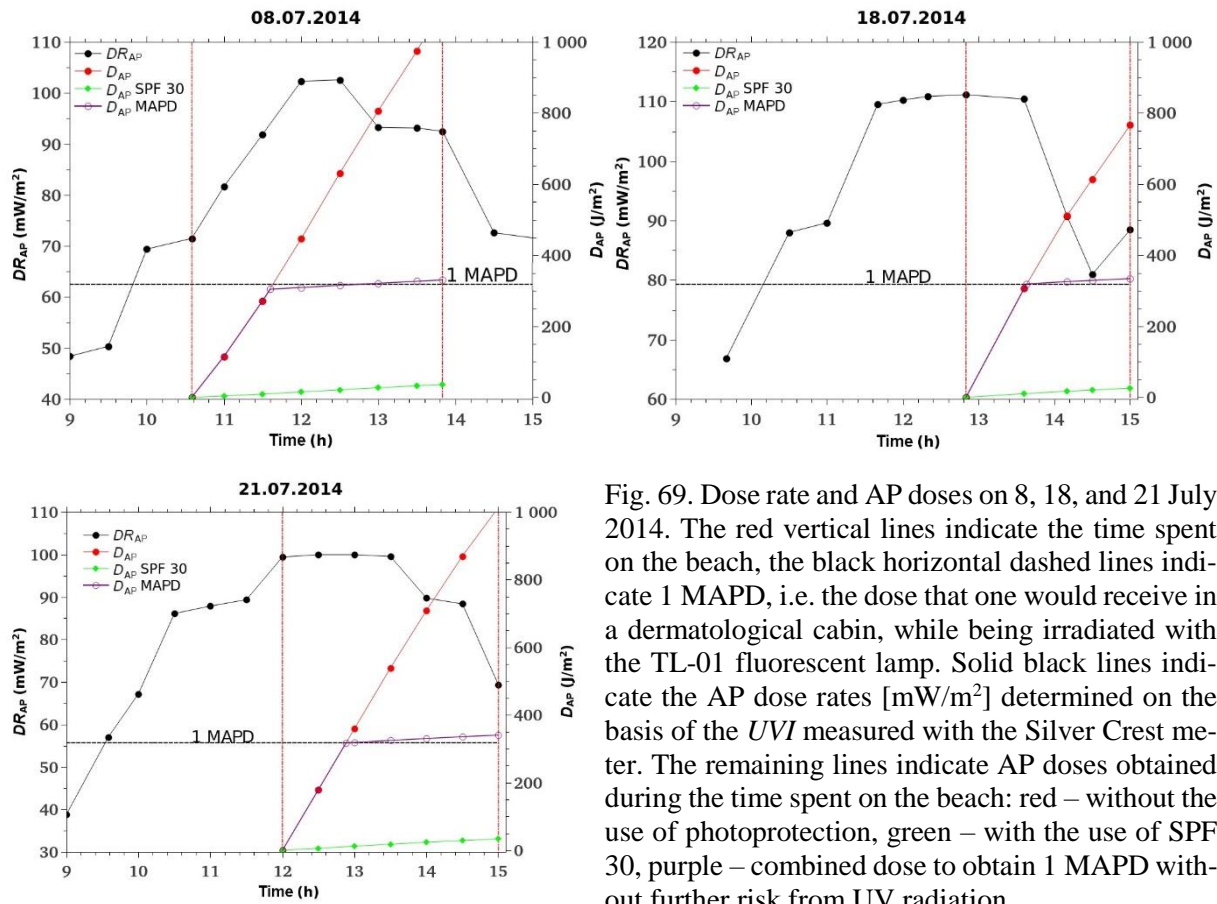 08.07.2014
110
100
90
80
70
60
50
40
DR_AP (mW/m²)
DR_AP
D_AP
D_AP SPF 30
D_AP MAPD
1 MAPD
1 000
800
600
400
200
0
D_AP (J/m²)
9 10 11 12 13 14 15
Time (h)
18.07.2014
120
110
100
90
80
70
60
DR_AP (mW/m²)
DR_AP
D_AP
D_AP SPF 30
D_AP MAPD
1 MAPD
1 000
800
600
400
200
0
D_AP (J/m²)
9 10 11 12 13 14 15
Time (h)
21.07.2014
110
100
90
80
70
60
50
40
30
DR_AP (mW/m²)
DR_AP
D_AP
D_AP SPF 30
D_AP MAPD
1 MAPD
1 000
800
600
400
200
0
D_AP (J/m²)
9 10 11 12 13 14 15
Time (h)
Fig. 69. Dose rate and AP doses on 8, 18, and 21 July
2014. The red vertical lines indicate the time spent
on the beach, the black horizontal dashed lines indi-
cate 1 MAPD, i.e. the dose that one would receive in
a dermatological cabin, while being irradiated with
the TL-01 fluorescent lamp. Solid black lines indi-
cate the AP dose rates [mW/m²] determined on the
basis of the UVI measured with the Silver Crest me-
ter. The remaining lines indicate AP doses obtained
during the time spent on the beach: red – without the
use of photoprotection, green – with the use of SPF
30, purple – combined dose to obtain 1 MAPD with-
out further risk from UV radiation